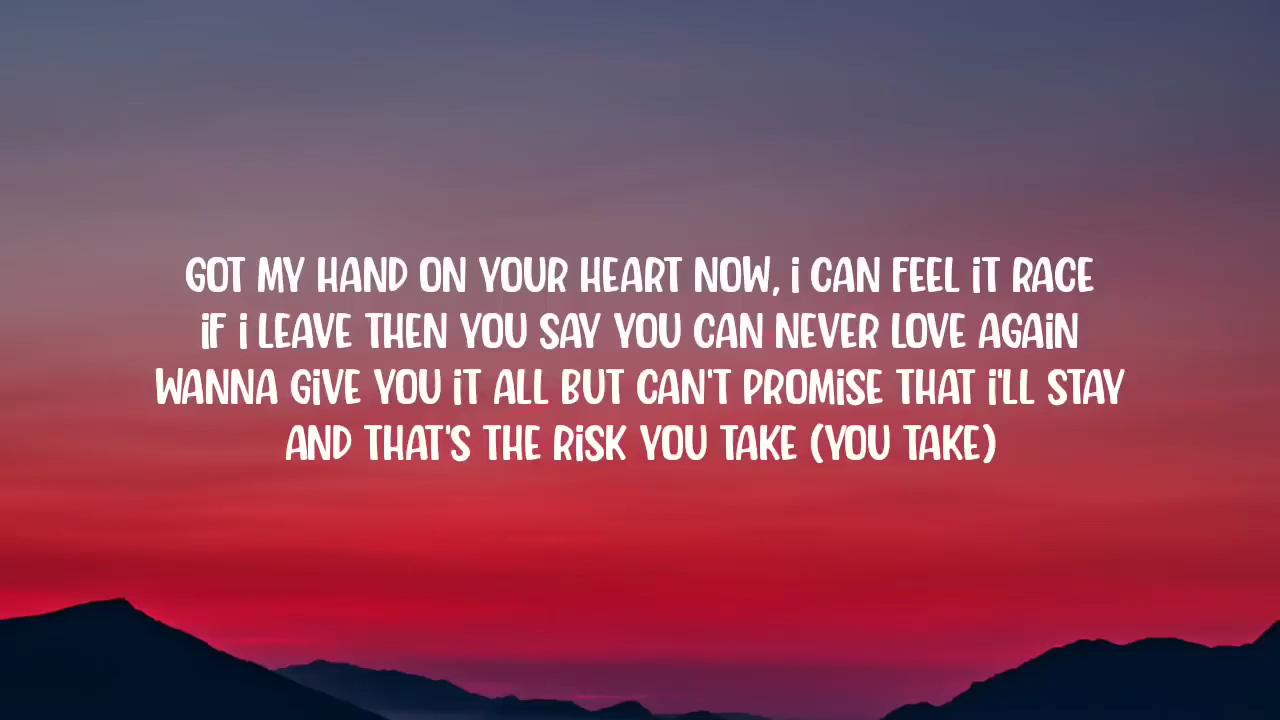 GOT MY HAND ON YOUR HEART NOW, i CAN FEEL iT RACE
iF i LEAVE THEN YOU SAY YOU CAN NEVER LOVE AGAiN
WANNA GiVE YOU iT ALL BUT CAN'T PROMiSE THAT i'LL STAY
AND THAT'S THE RiSK YOU TAKE (YOU TAKE)